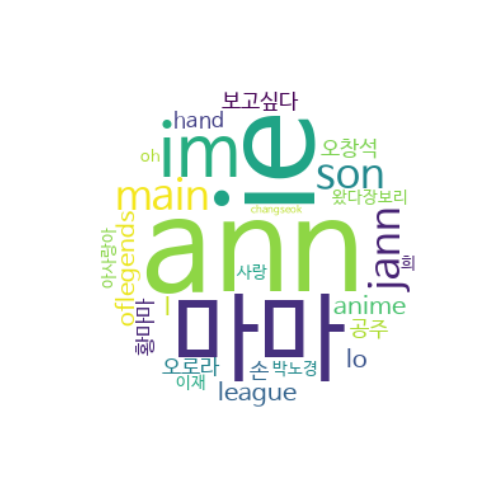 보고싶다
hand
ie
im
oh
오창석
son
왔다장보리
main
changseok
ann
jann
희
아사랑아
oflegends
사랑
l
anime
황마마
마마
공주
lo
오로라
손
박노경
이재
league